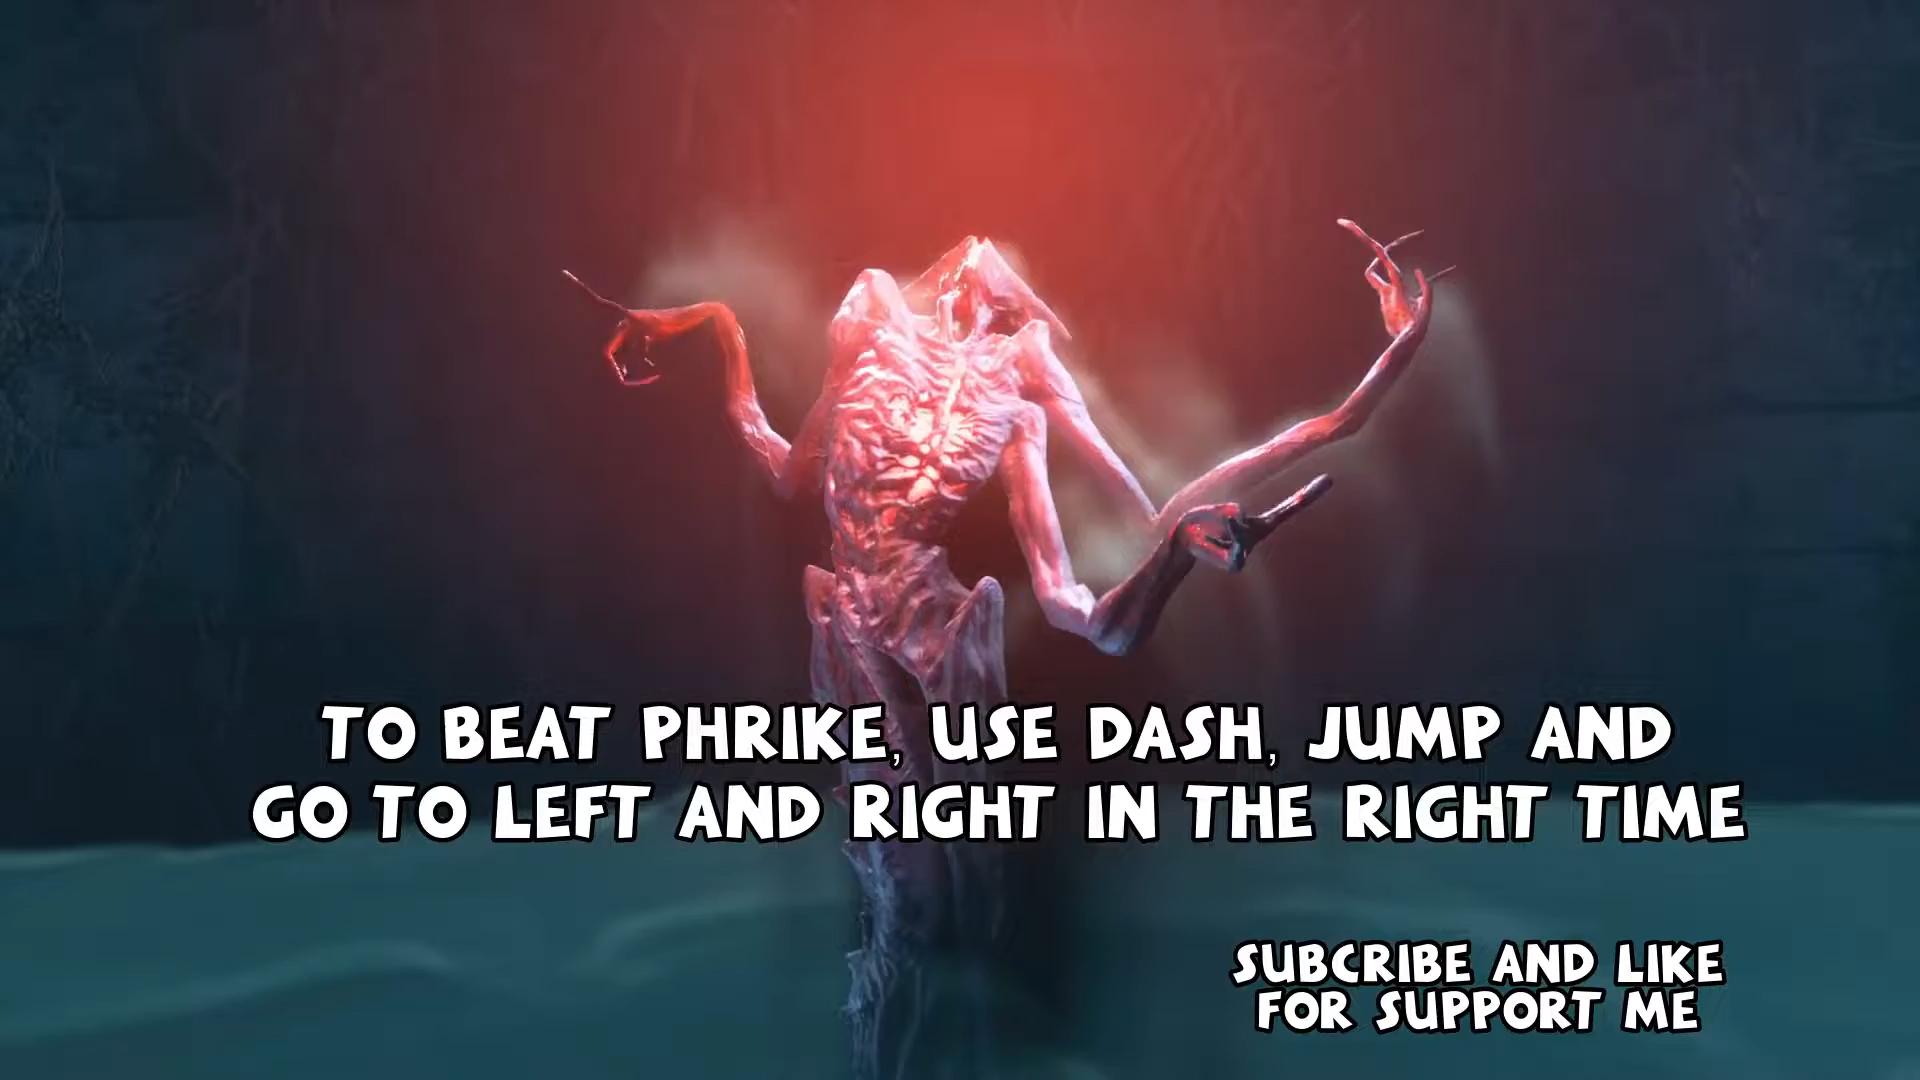 TO BEAT PHRIKE, USE DASH, JUMP AND
GO TO LEFT AND RIGHT IN THE RIGHT TIME
SUBCRIBE AND LIKE
FOR SUPPORT ME